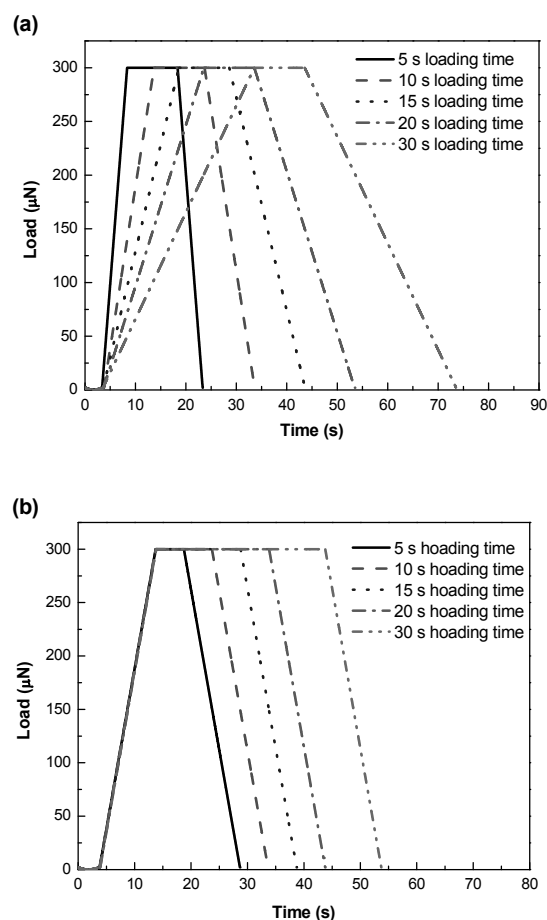 (a)
300
250
200
150
100
50
0
Load (μN)
5 s loading time
10 s loading time
15 s loading time
20 s loading time
30 s loading time
0 10 20 30 40 50 60 70 80 90
Time (s)
(b)
300
250
200
150
100
50
0
Load (μN)
5 s hoading time
10 s hoading time
15 s hoading time
20 s hoading time
30 s hoading time
0 10 20 30 40 50 60 70 80
Time (s)